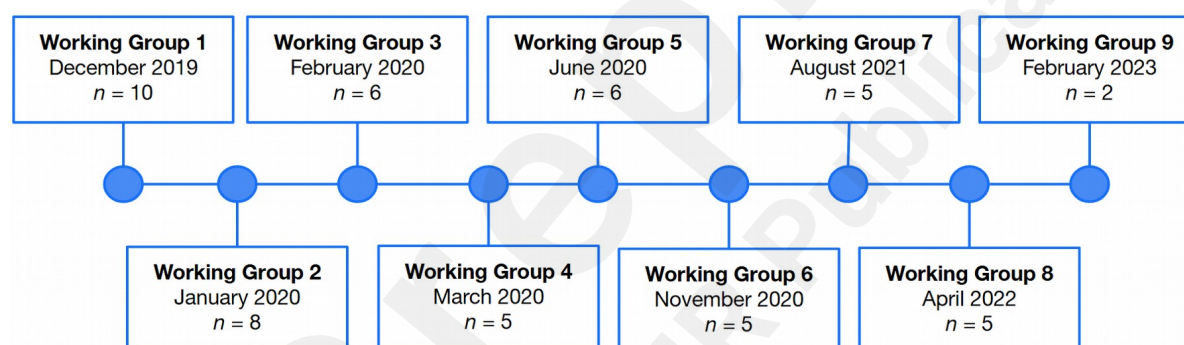 Working Group 1
December 2019
n = 10
Working Group 3
February 2020
n = 6
Working Group 5
June 2020
n = 6
Working Group 7
August 2021
n = 5
Working Group 9
February 2023
n = 2
Working Group 2
January 2020
n = 8
Working Group 4
March 2020
n = 5
Working Group 6
November 2020
n = 5
Working Group 8
April 2022
n = 5